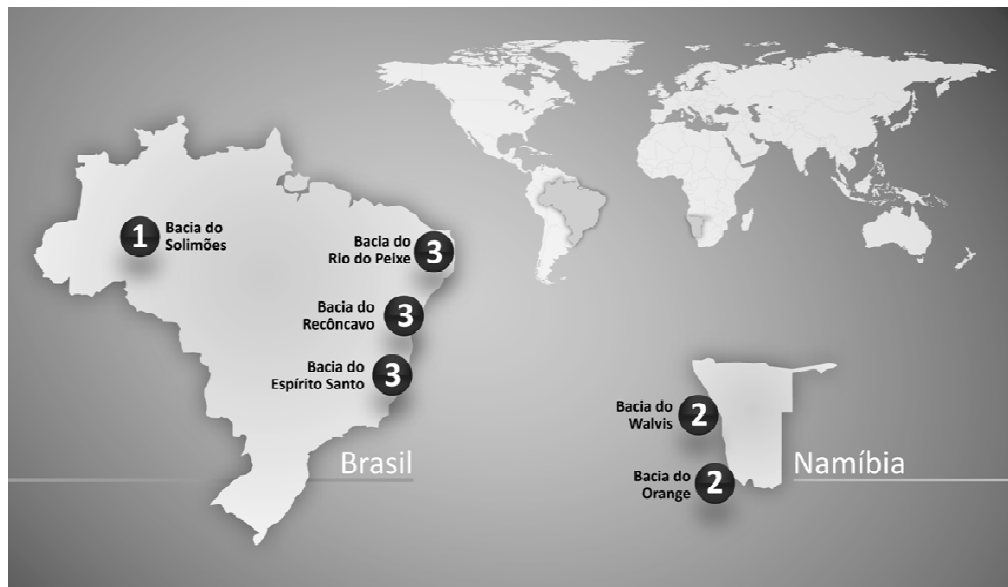 1
Bacia do
Solimões
Bacia do
Rio do Peixe
3
Bacia do
Recôncavo
3
Bacia do
Espírito Santo
3
Brasil
Bacia do
Walvis
2
Bacia do
Orange
2
Namíbia